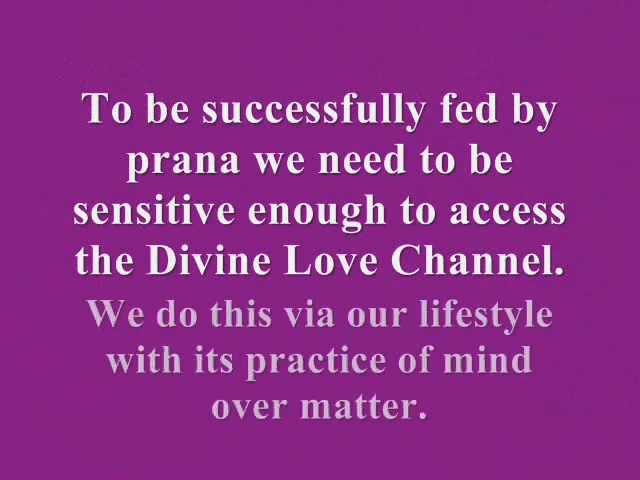 To be successfully fed by
prana we need to be
sensitive enough to access
the Divine Love Channel.
We do this via our lifestyle
with its practice of mind
over matter.